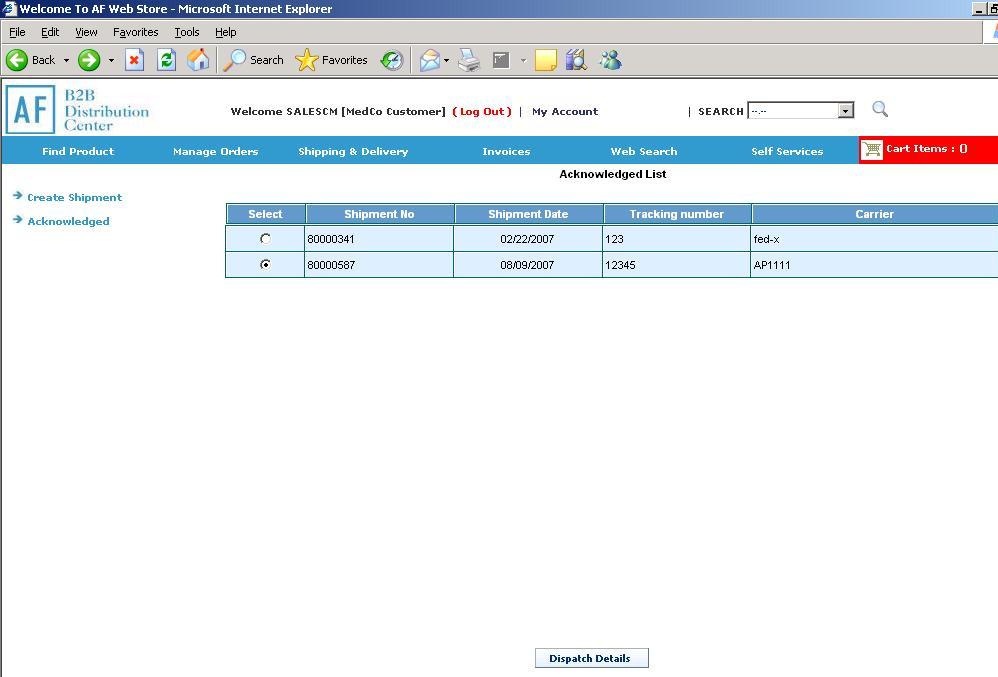 Welcome To AF Web Store - Microsoft Internet Explorer
File Edit View Favorites Tools Help
Back Search Favorites
AF B2B Distribution Center
Welcome SALESCM [MedCo Customer] ( Log Out ) | My Account | SEARCH --.--
Find Product Manage Orders Shipping & Delivery Invoices Web Search Self Services Cart Items : 0
Acknowledged List
Create Shipment
Acknowledged
Select Shipment No Shipment Date Tracking number Carrier
80000341 02/22/2007 123 fed-x
80000587 08/09/2007 12345 AP1111
Dispatch Details